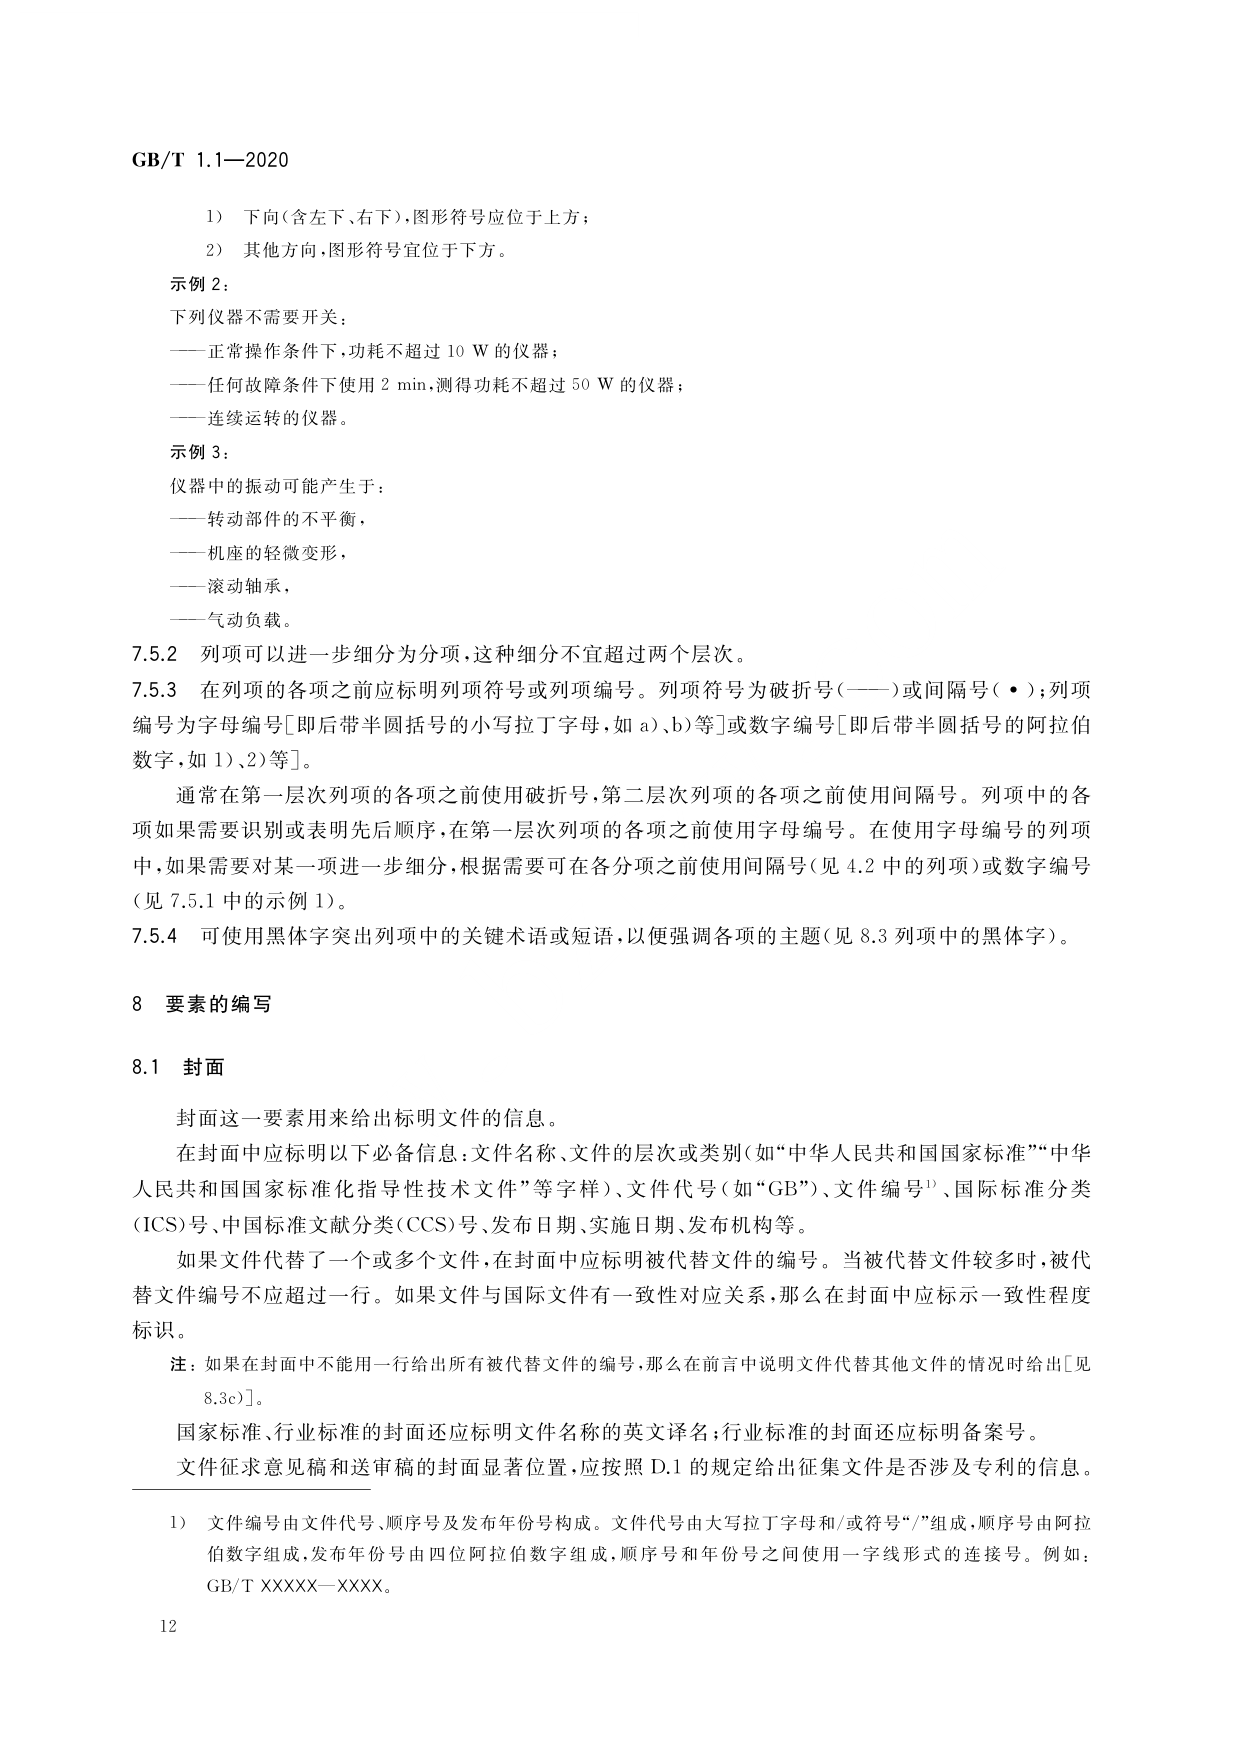 GB/T 1.1—2020
1) 下向(含左下、右下),图形符号应位于上方;
2) 其他方向,图形符号宜位于下方。
示例 2:
下列仪器不需要开关:
——正常操作条件下,功耗不超过 10 W 的仪器;
——任何故障条件下使用 2 min,测得功耗不超过 50 W 的仪器;
——连续运转的仪器。
示例 3:
仪器中的振动可能产生于:
——转动部件的不平衡,
——机座的轻微变形,
——滚动轴承,
——气动负载。
7.5.2 列项可以进一步细分为分项,这种细分不宜超过两个层次。
7.5.3 在列项的各项之前应标明列项符号或列项编号。列项符号为破折号(——)或间隔号(•);列项
编号为字母编号[即后带半圆括号的小写拉丁字母,如 a)、b)等]或数字编号[即后带半圆括号的阿拉伯
数字,如 1)、2)等]。
通常在第一层次列项的各项之前使用破折号,第二层次列项的各项之前使用间隔号。列项中的各
项如果需要识别或表明先后顺序,在第一层次列项的各项之前使用字母编号。在使用字母编号的列项
中,如果需要对某一项进一步细分,根据需要可在各分项之前使用间隔号(见 4.2 中的列项)或数字编号
(见 7.5.1 中的示例 1)。
7.5.4 可使用黑体字突出列项中的关键术语或短语,以便强调各项的主题(见 8.3 列项中的黑体字)。
8 要素的编写
8.1 封面
封面这一要素用来给出标明文件的信息。
在封面中应标明以下必备信息:文件名称、文件的层次或类别(如“中华人民共和国国家标准”“中华
人民共和国国家标准化指导性技术文件”等字样)、文件代号(如“GB”)、文件编号1)、国际标准分类
(ICS)号、中国标准文献分类(CCS)号、发布日期、实施日期、发布机构等。
如果文件代替了一个或多个文件,在封面中应标明被代替文件的编号。当被代替文件较多时,被代
替文件编号不应超过一行。如果文件与国际文件有一致性对应关系,那么在封面中应标示一致性程度
标识。
注: 如果在封面中不能用一行给出所有被代替文件的编号,那么在前言中说明文件代替其他文件的情况时给出[见
8.3c)]。
国家标准、行业标准的封面还应标明文件名称的英文译名;行业标准的封面还应标明备案号。
文件征求意见稿和送审稿的封面显著位置,应按照 D.1 的规定给出征集文件是否涉及专利的信息。
1) 文件编号由文件代号、顺序号及发布年份号构成。文件代号由大写拉丁字母和/或符号“/”组成,顺序号由阿拉
伯数字组成,发布年份号由四位阿拉伯数字组成,顺序号和年份号之间使用一字线形式的连接号。例如:
GB/T XXXXX—XXXX。
12